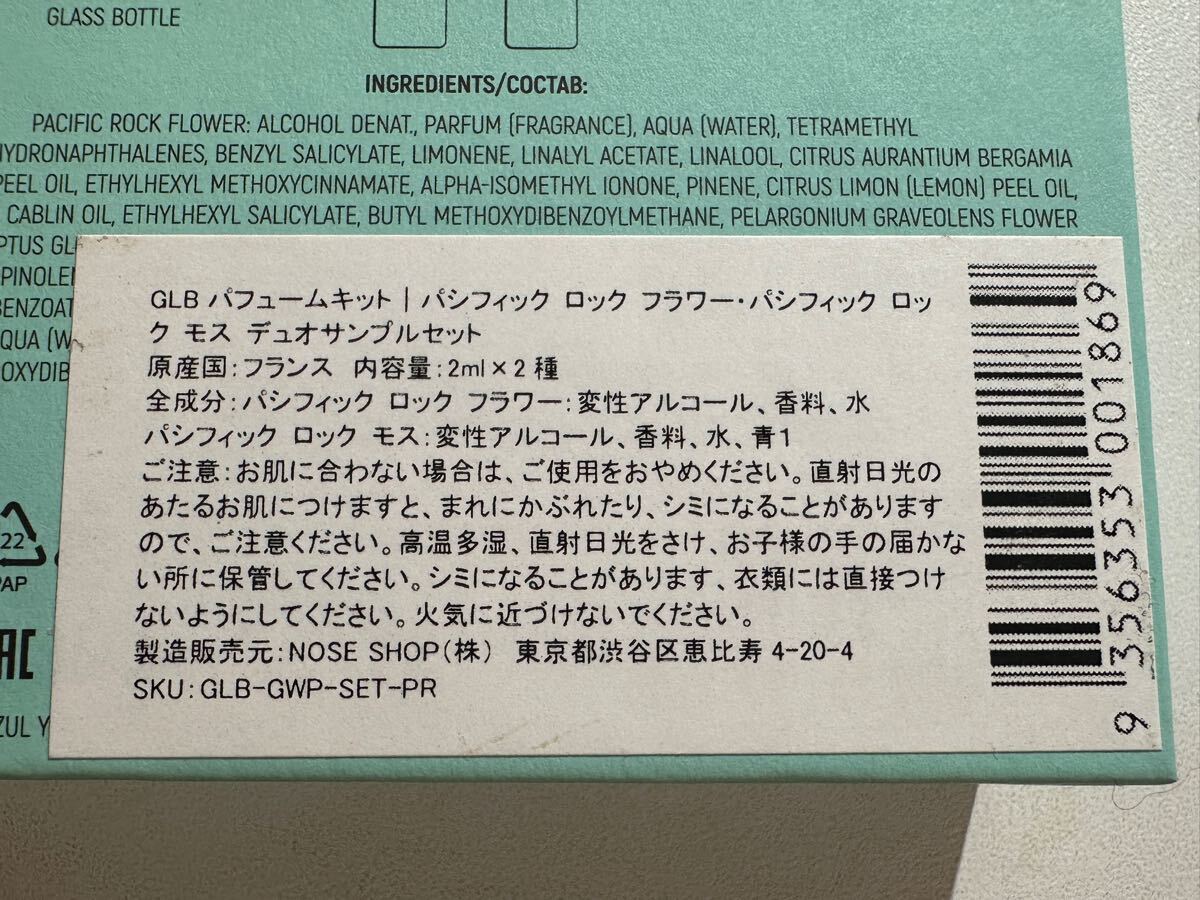 GLASS BOTTLE
INGREDIENTS/СОСТАВ:
PACIFIC ROCK FLOWER: ALCOHOL DENAT., PARFUM (FRAGRANCE), AQUA (WATER), TETRAMETHYL
HYDRONAPHTHALENES, BENZYL SALICYLATE, LIMONENE, LINALYL ACETATE, LINALOOL, CITRUS AURANTIUM BERGAMIA
PEEL OIL, ETHYLHEXYL METHOXYCINNAMATE, ALPHA-ISOMETHYL IONONE, PINENE, CITRUS LIMON (LEMON) PEEL OIL,
CABLIN OIL, ETHYLHEXYL SALICYLATE, BUTYL METHOXYDIBENZOYLMETHANE, PELARGONIUM GRAVEOLENS FLOWER
GLB パフュームキット | パシフィック ロック フラワー・パシフィック ロッ
ク モス デュオサンプルセット
原産国:フランス 内容量:2ml×2種
全成分:パシフィック ロック フラワー:変性アルコール、香料、水
パシフィック ロック モス:変性アルコール、香料、水、青1
ご注意:お肌に合わない場合は、ご使用をおやめください。直射日光の
あたるお肌につけますと、まれにかぶれたり、シミになることがあります
ので、ご注意ください。高温多湿、直射日光をさけ、お子様の手の届かな
い所に保管してください。シミになることがあります、衣類には直接つけ
ないようにしてください。火気に近づけないでください。
製造販売元:NOSE SHOP(株) 東京都渋谷区恵比寿4-20-4
SKU:GLB-GWP-SET-PR
9 356353 001869
22
PAP